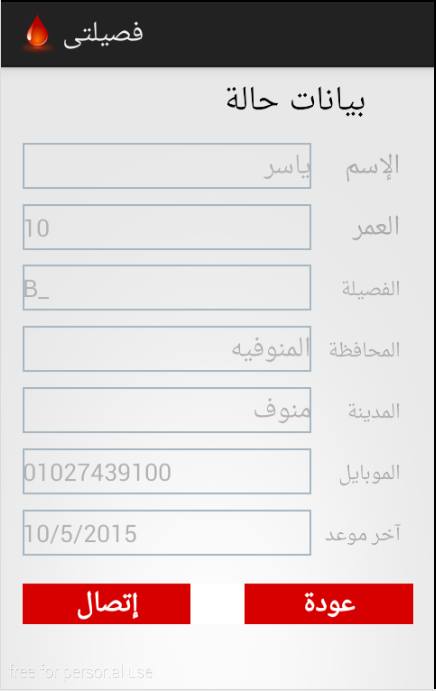 فصيلتى
بيانات حالة
الإسم ياسر
العمر 10
الفصيلة B_
المحافظة المنوفيه
المدينة منوف
الموبايل 01027439100
آخر موعد 10/5/2015
عودة إتصال
free for personal use